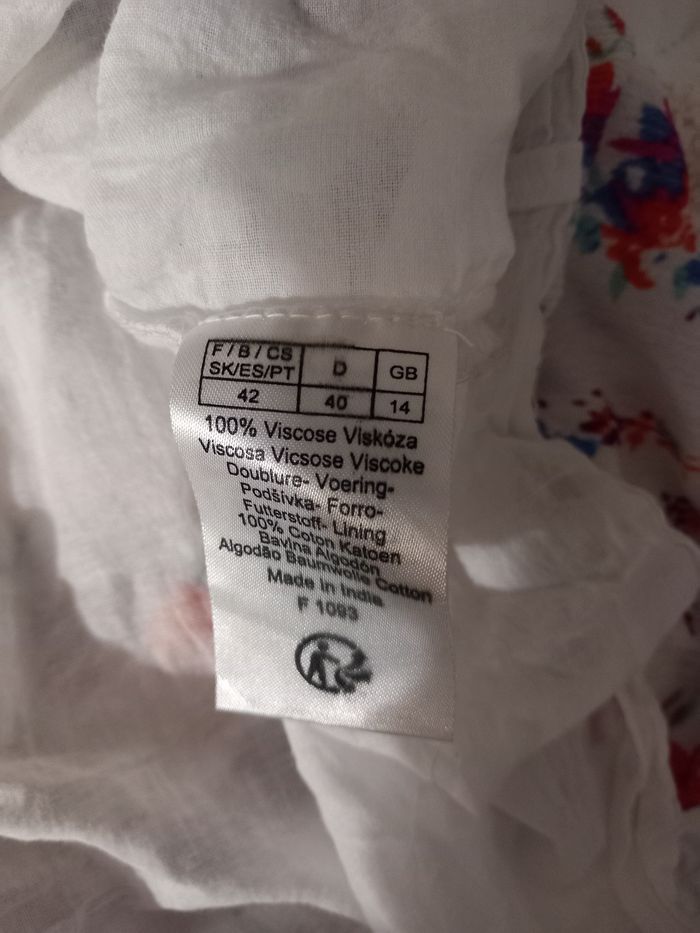 F / B / CS D GB
SK/ES/PT
42 40 14
100% Viscose Viskóza
Viscosa Vicsose Viscoke
Doublure- Voering-
Podšívka- Forro-
Futterstoff- Lining
100% Coton Katoen
Bavlna Algodón
Algodão Baumwolle Cotton
Made in India
F 1093